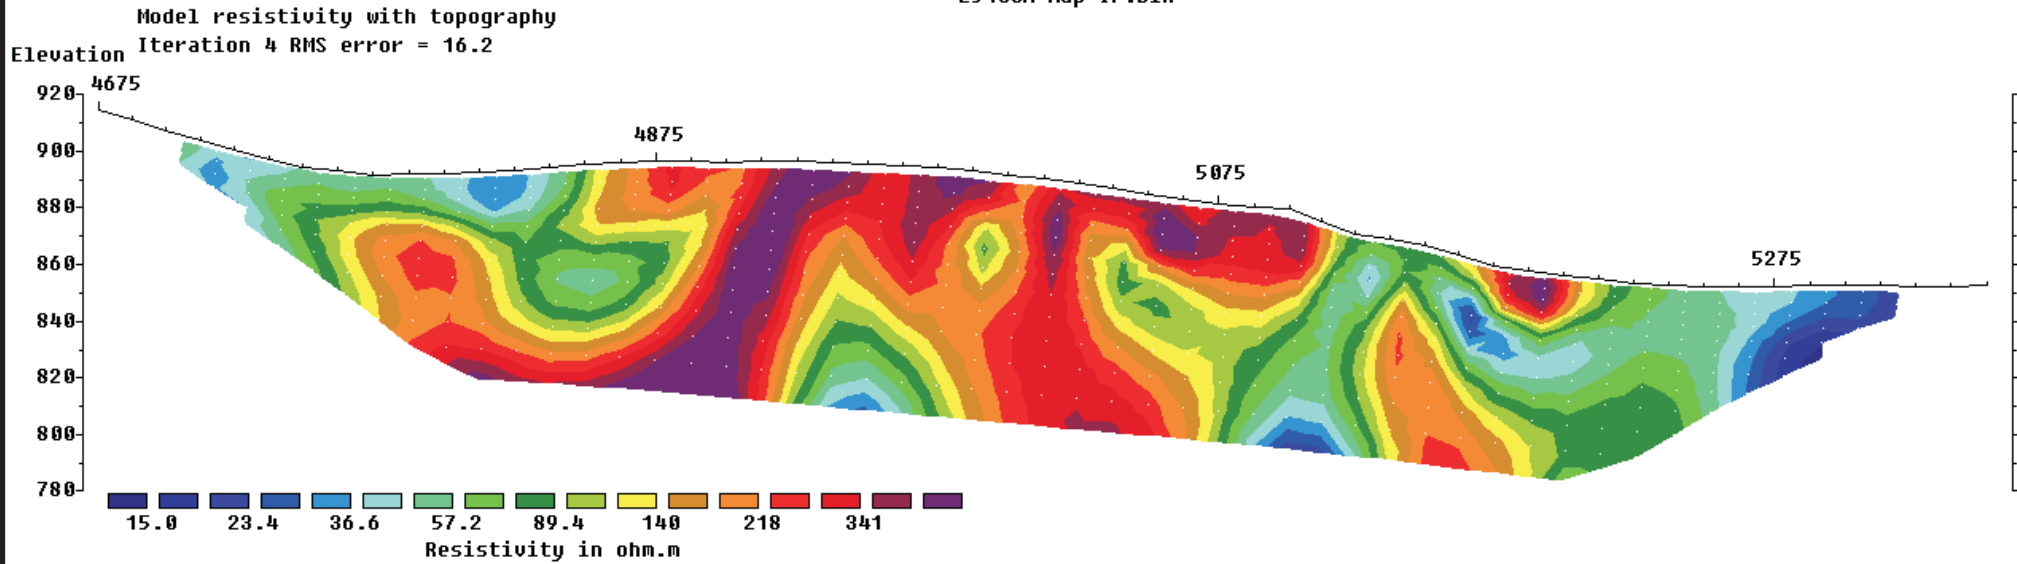 Model resistivity with topography
Iteration 4 RMS error = 16.2
Elevation
4675
920
4875
900
5075
880
5275
860
840
820
800
780
15.0 23.4 36.6 57.2 89.4 140 218 341
Resistivity in ohm.m